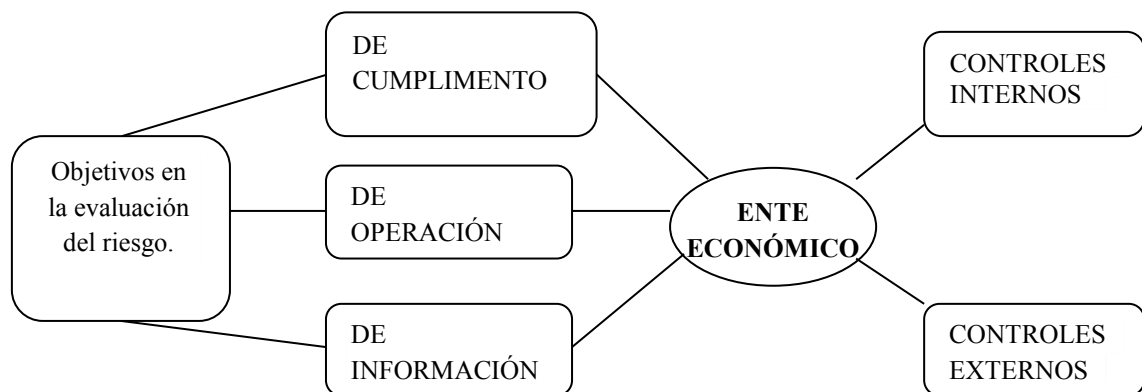 Objetivos en
la evaluación
del riesgo.
DE
CUMPLIMENTO
DE
OPERACIÓN
DE
INFORMACIÓN
ENTE
ECONÓMICO
CONTROLES
INTERNOS
CONTROLES
EXTERNOS